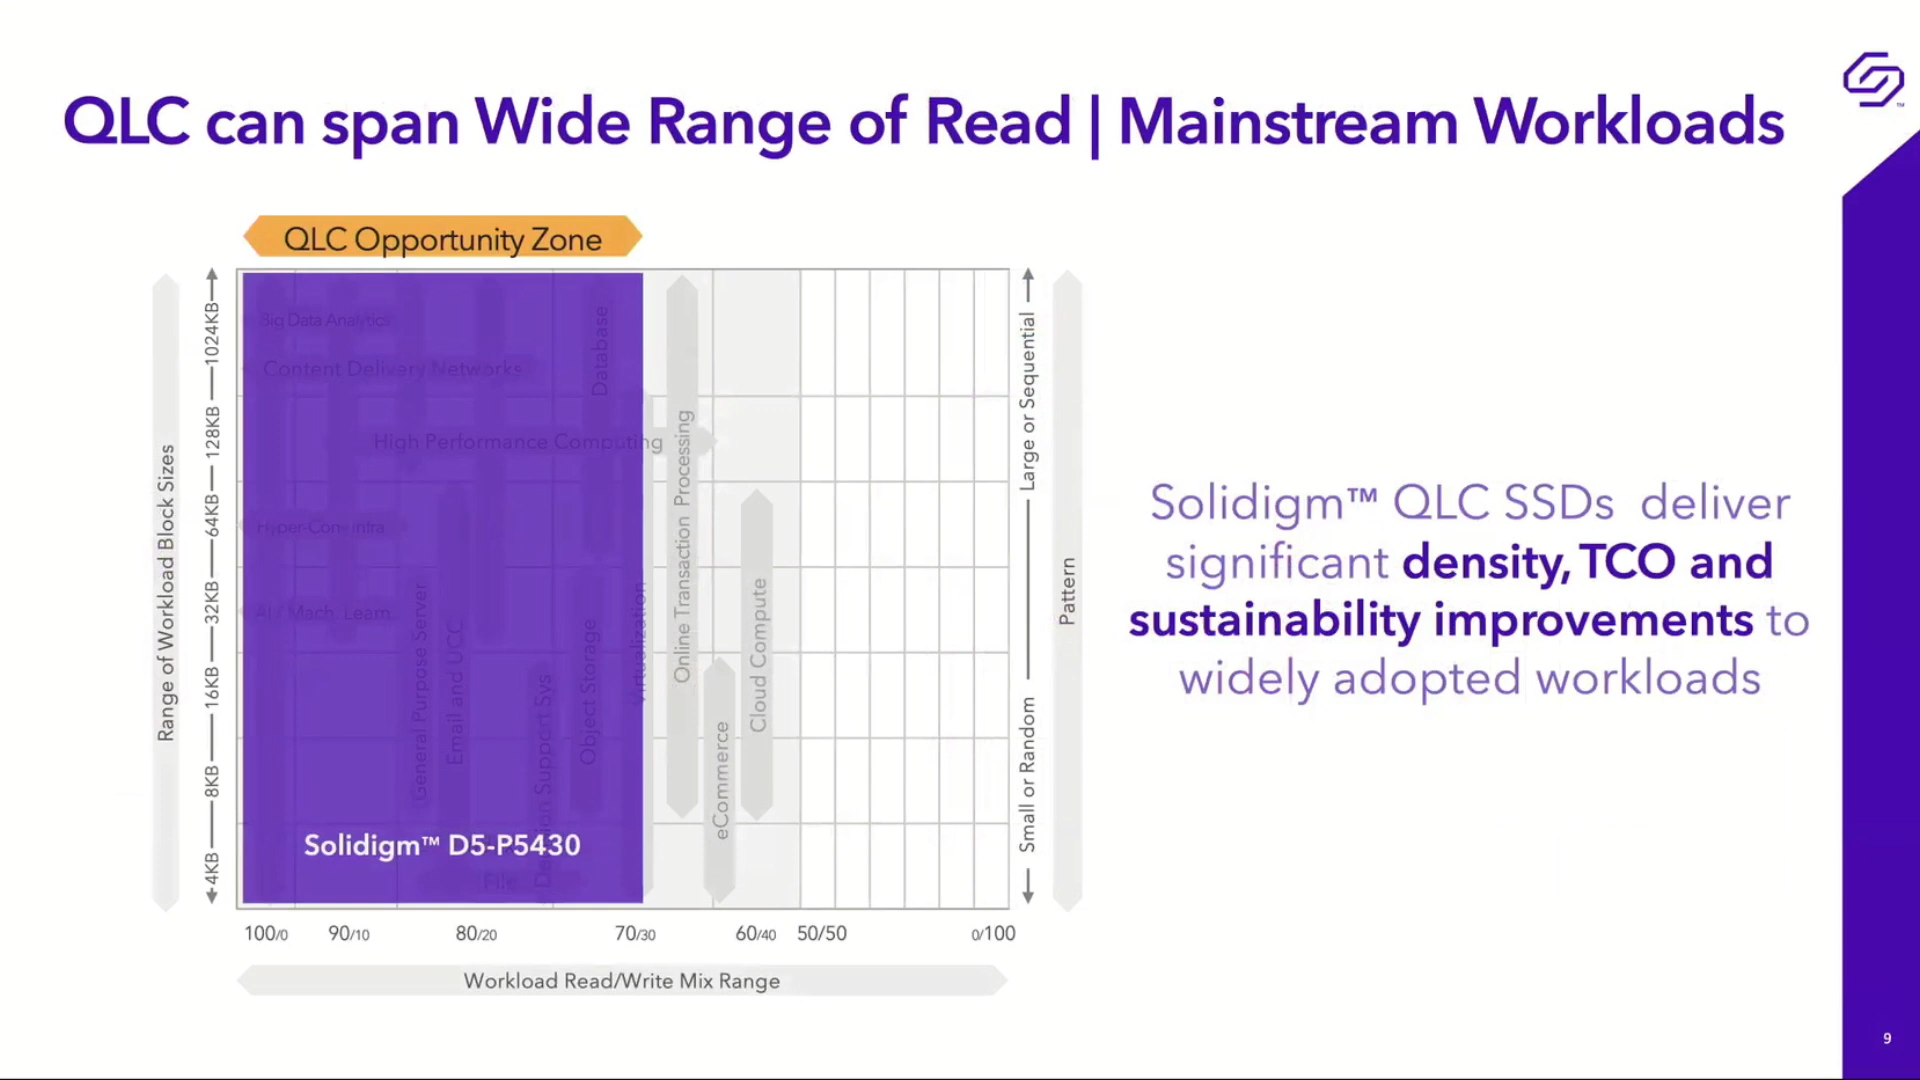 QLC can span Wide Range of Read | Mainstream Workloads
QLC Opportunity Zone
Range of Workload Block Sizes
1024KB
128KB
64KB
32KB
16KB
8KB
4KB
Big Data Analytics
Content Delivery Networks
High Performance Computing
Hyper-Conv Infra.
AI / Mach. Learn.
General Purpose Server
Email and UCC
Decision Support Sys
Object Storage
Database
Virtualization
File
Solidigm™ D5-P5430
Online Transaction Processing
eCommerce
Cloud Compute
Large or Sequential
Small or Random
Pattern
100/0
90/10
80/20
70/30
60/40
50/50
0/100
Workload Read/Write Mix Range
Solidigm™ QLC SSDs deliver
significant density, TCO and
sustainability improvements to
widely adopted workloads
TM
9